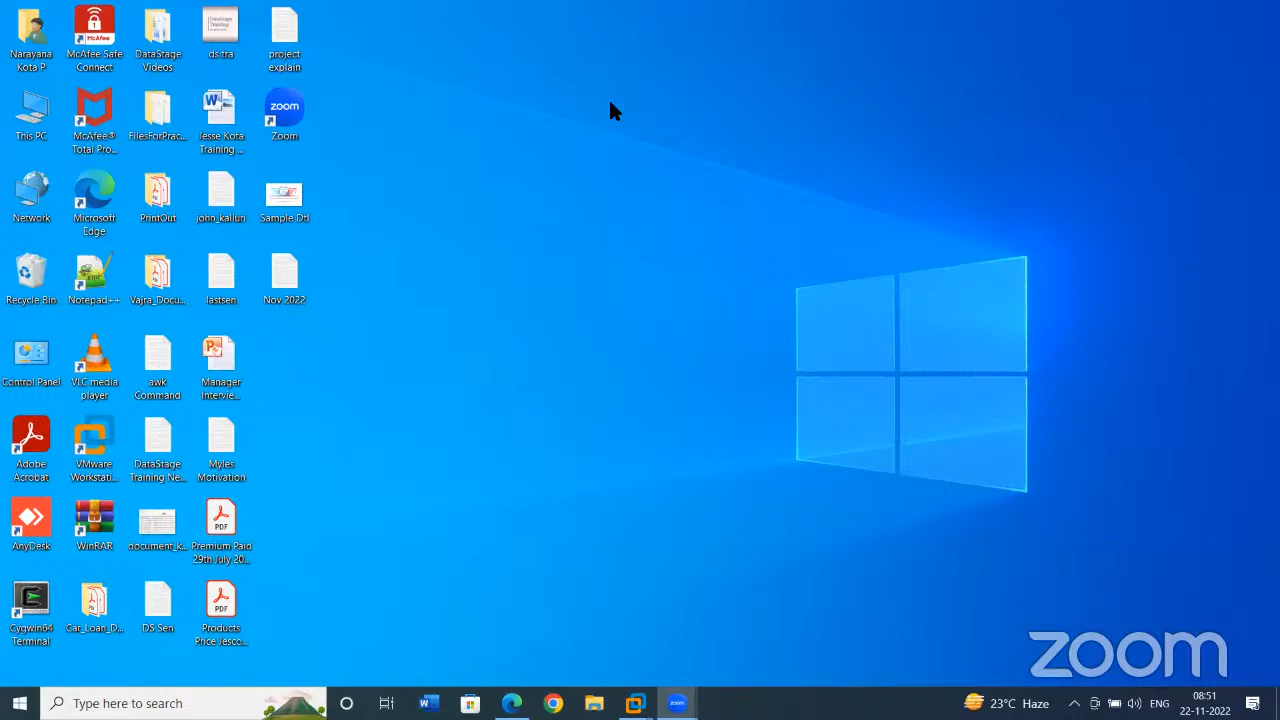 Narayana
Kota P
McAfee Safe
Connect
DataStage
Videos
ds tra
project
explain
This PC
McAfee®
Total Pro...
FilesForPrac...
Jesse Kota
Training ...
zoom
Zoom
Network
Microsoft
Edge
PrintOut
john_kalluri
Sample Dtl
Recycle Bin
Notepad++
Vajra_Docu...
lastsen
Nov 2022
Control Panel
VLC media
player
awk
Command
Manager
Intervie...
Adobe
Acrobat
VMware
Workstati...
DataStage
Training Ne...
Myles
Motivation
AnyDesk
WinRAR
document_k...
PDF
Premium Paid
29th July 20...
Cygwin64
Terminal
Car_Loan_D...
DS Sen
PDF
Products
Price Jesco...
zoom
Type here to search
zoom
23°C Haze
ENG
08:51
22-11-2022